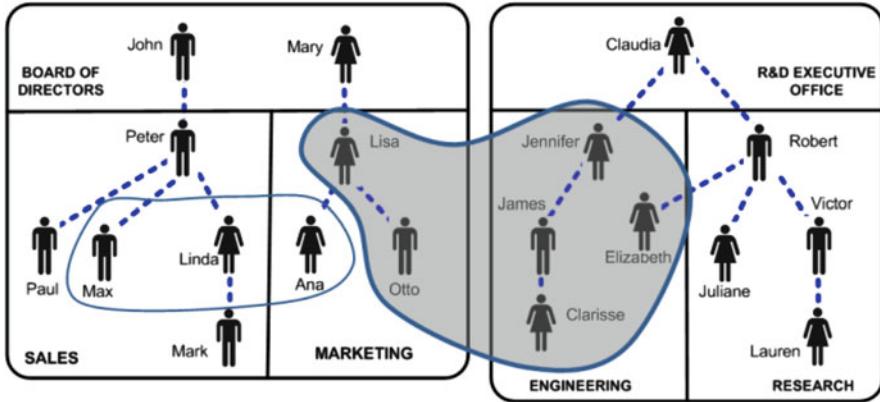 John
Mary
Claudia
BOARD OF
DIRECTORS
R&D EXECUTIVE
OFFICE
Peter
Lisa
Jennifer
Robert
James
Victor
Paul
Max
Linda
Ana
Otto
Elizabeth
Juliane
Mark
Clarisse
Lauren
SALES
MARKETING
ENGINEERING
RESEARCH